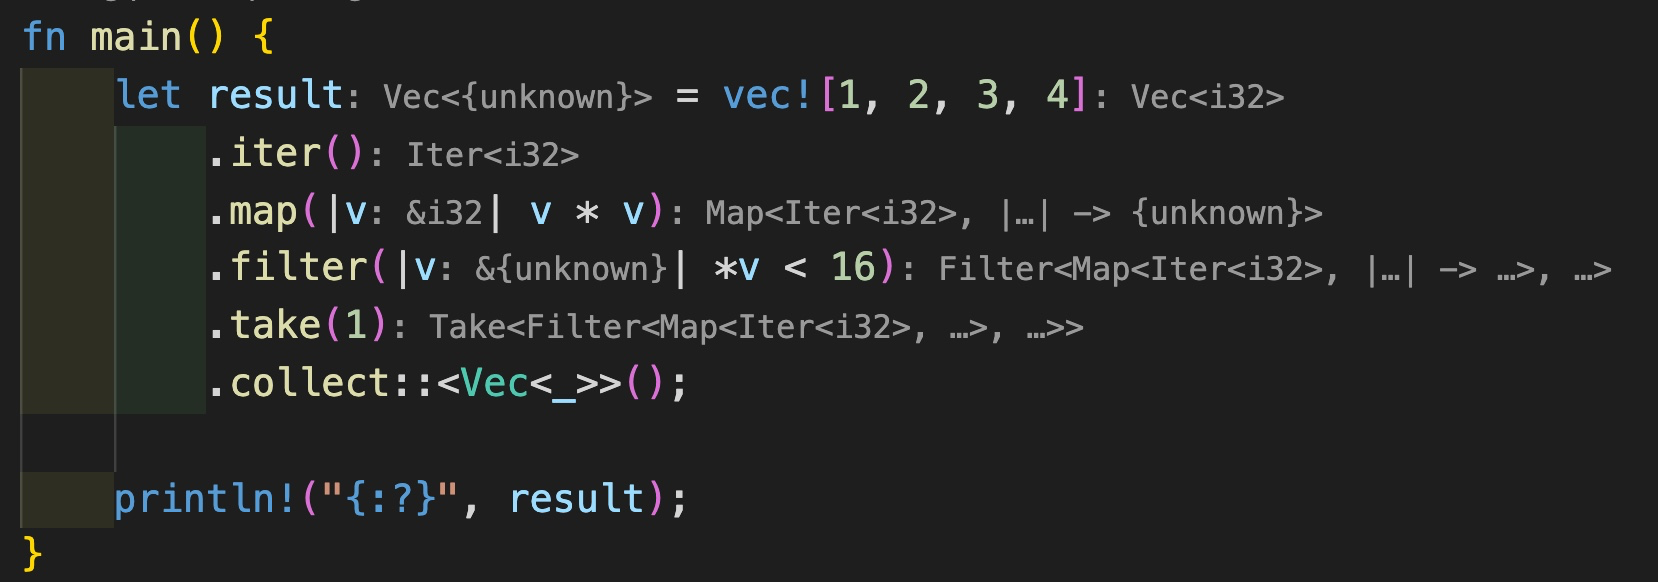 fn main() {
let result: Vec<{unknown}> = vec![1, 2, 3, 4]: Vec<i32>
.iter(): Iter<i32>
.map(|v: &i32| v * v): Map<Iter<i32>, |…| -> {unknown}>
.filter(|v: &{unknown}| *v < 16): Filter<Map<Iter<i32>, |…| -> …>, …>
.take(1): Take<Filter<Map<Iter<i32>, …>, …>>
.collect::<Vec<_>>();
println!("{:?}", result);
}